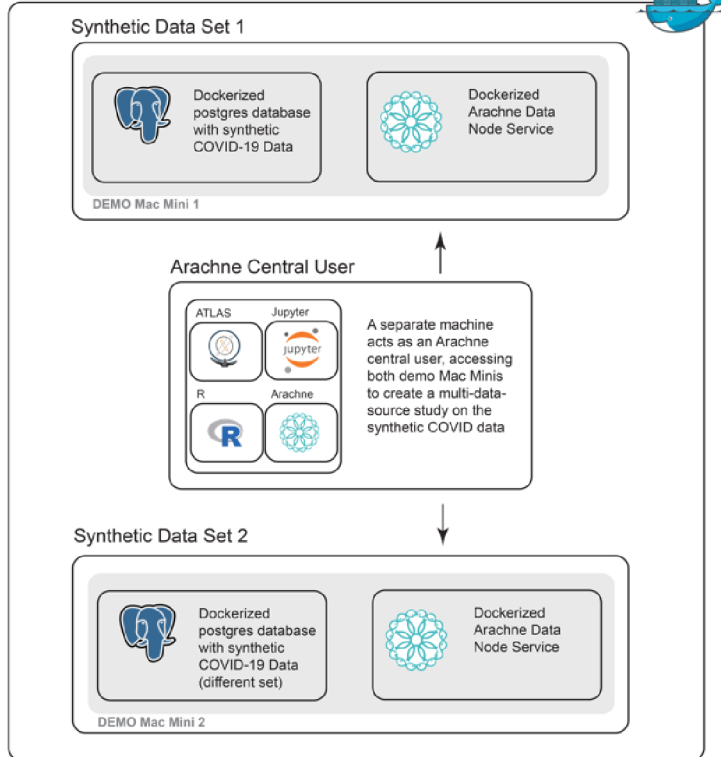 Synthetic Data Set 1
Dockerized
postgres database
with synthetic
COVID-19 Data
Dockerized
Arachne Data
Node Service
DEMO Mac Mini 1
Arachne Central User
ATLAS
Jupyter
jupyter
R
Arachne
R
A separate machine
acts as an Arachne
central user, accessing
both demo Mac Minis
to create a multi-data-
source study on the
synthetic COVID data
Synthetic Data Set 2
Dockerized
postgres database
with synthetic
COVID-19 Data
(different set)
Dockerized
Arachne Data
Node Service
DEMO Mac Mini 2